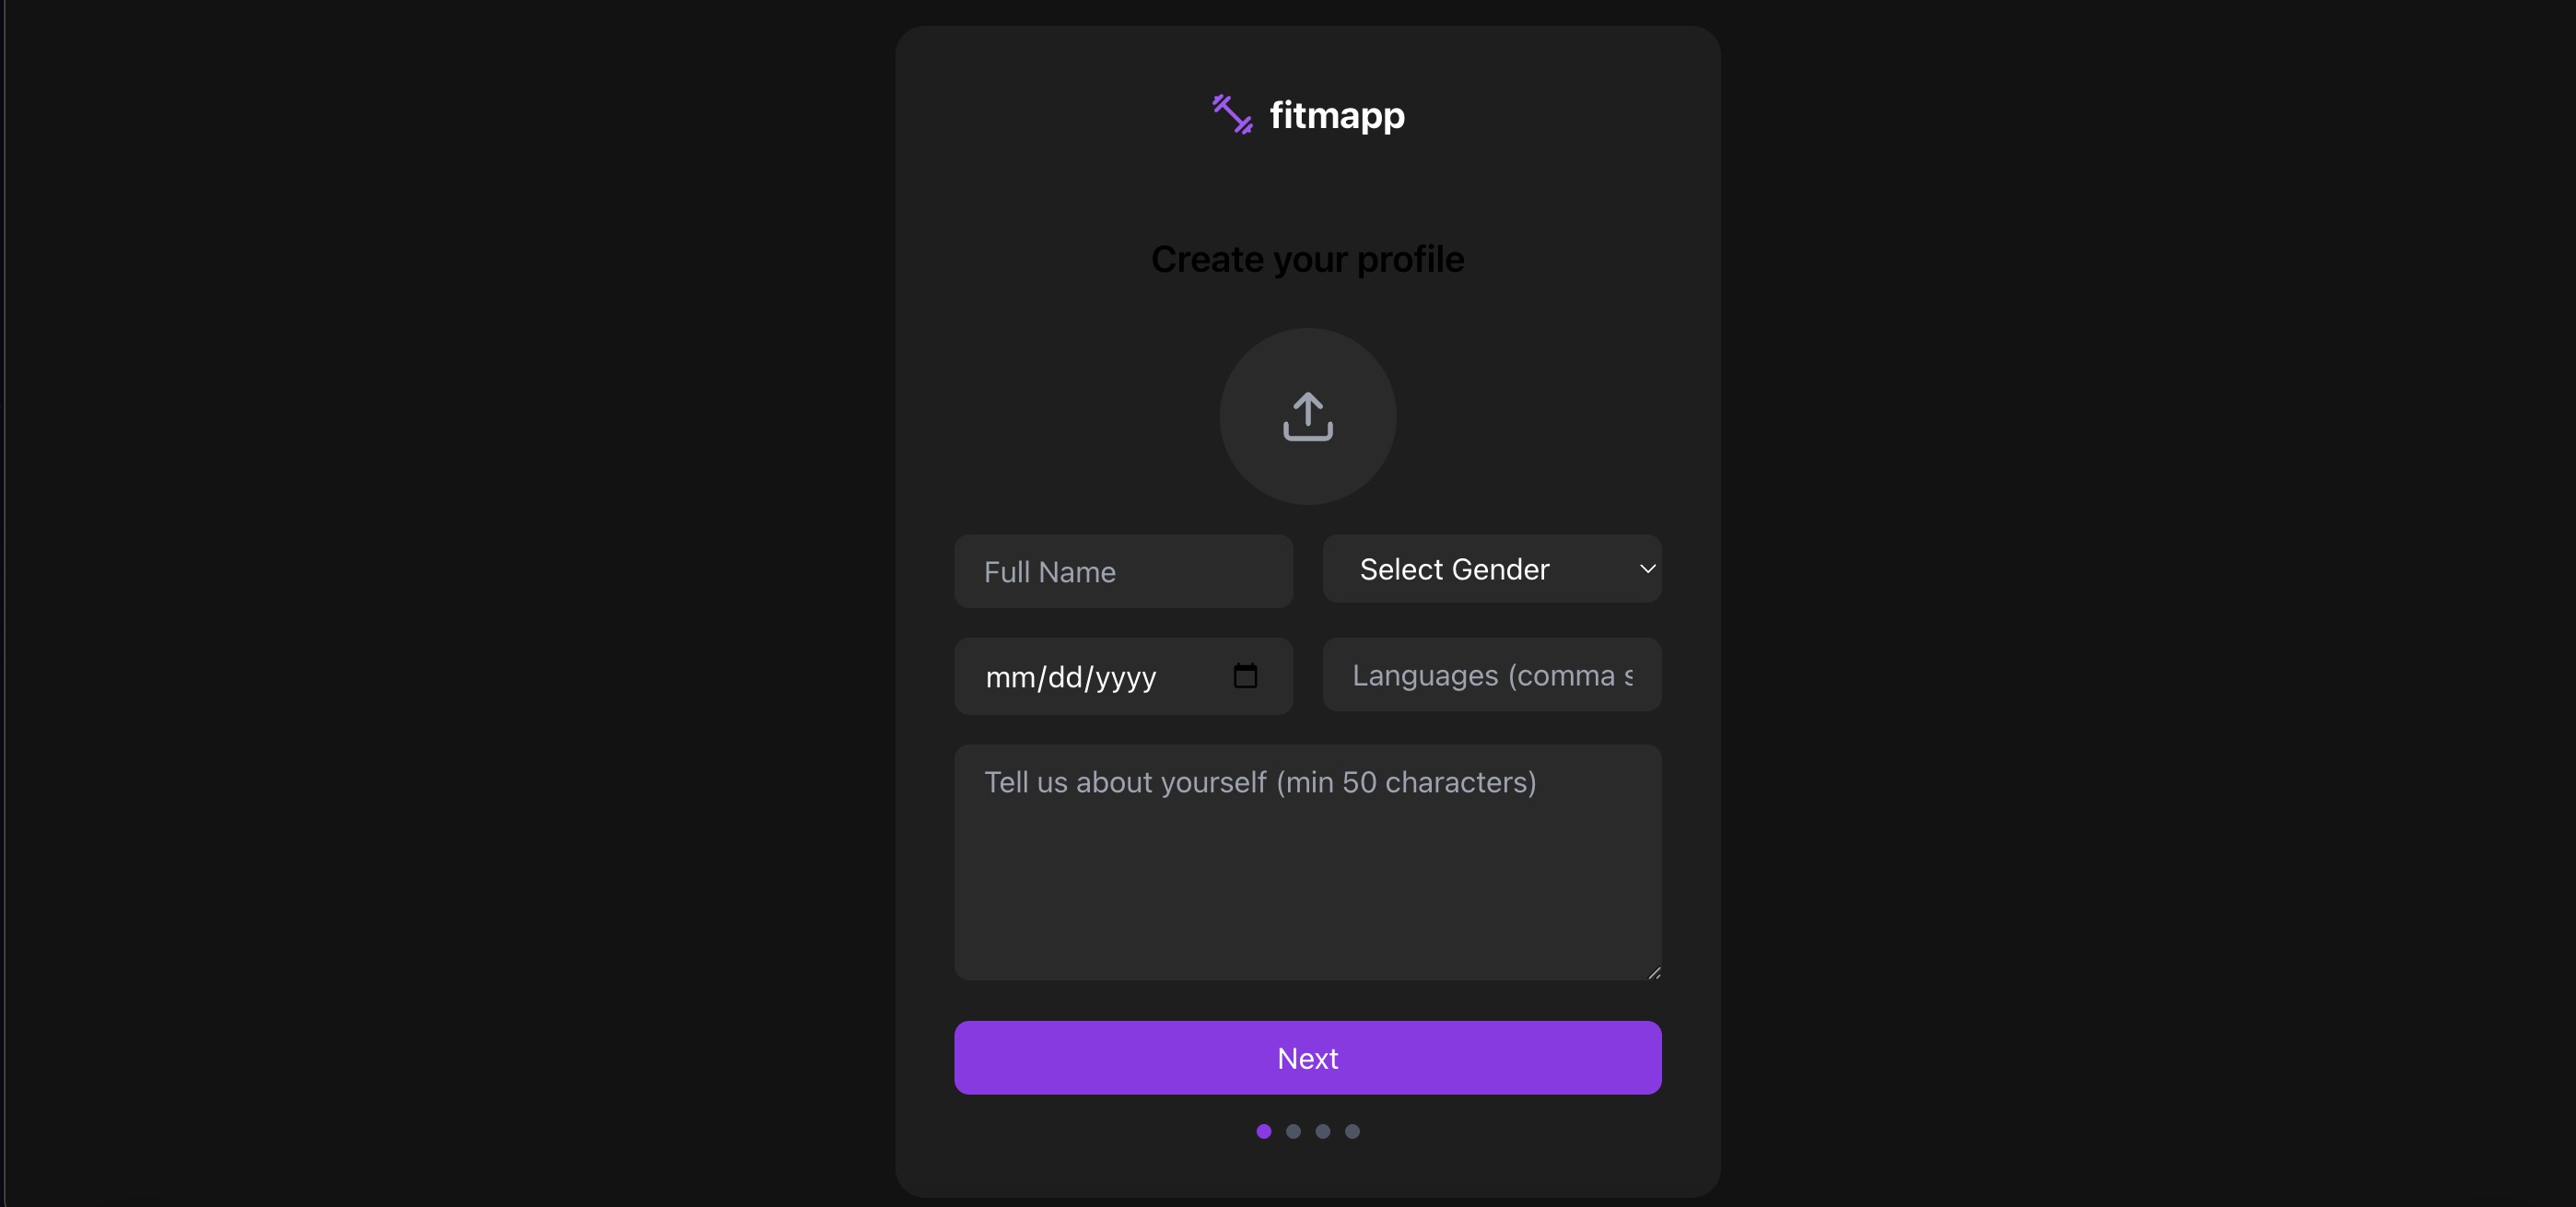 fitmapp
Create your profile
Full Name
Select Gender
mm/dd/yyyy
Languages (comma s
Tell us about yourself (min 50 characters)
Next